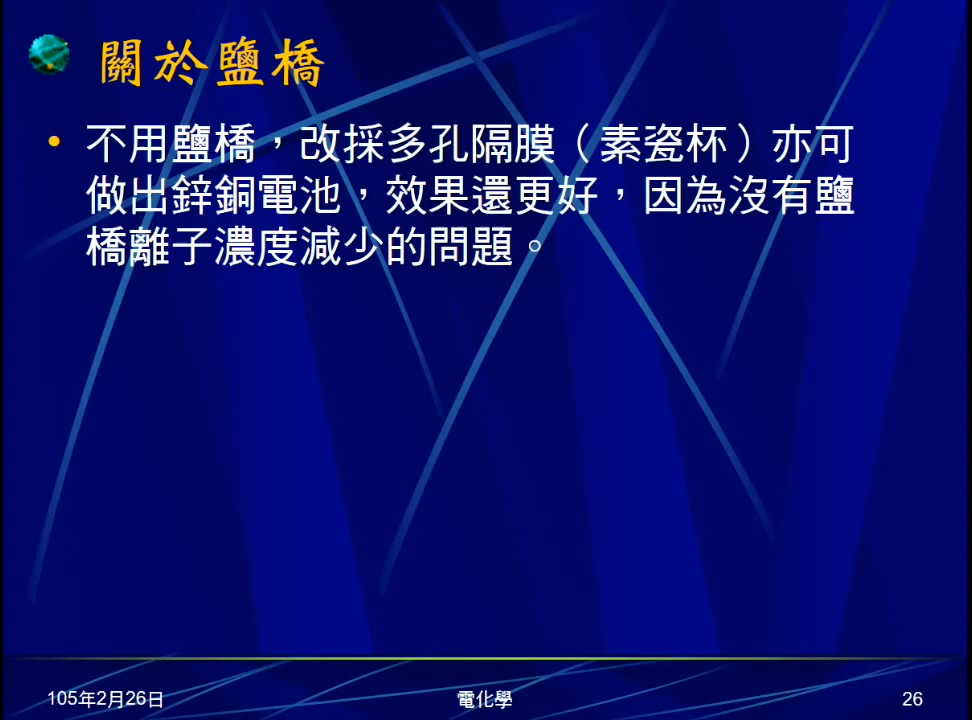 關於鹽橋
• 不用鹽橋，改採多孔隔膜（素瓷杯）亦可
做出鋅銅電池，效果還更好，因為沒有鹽
橋離子濃度減少的問題。
105年2月26日
電化學
26